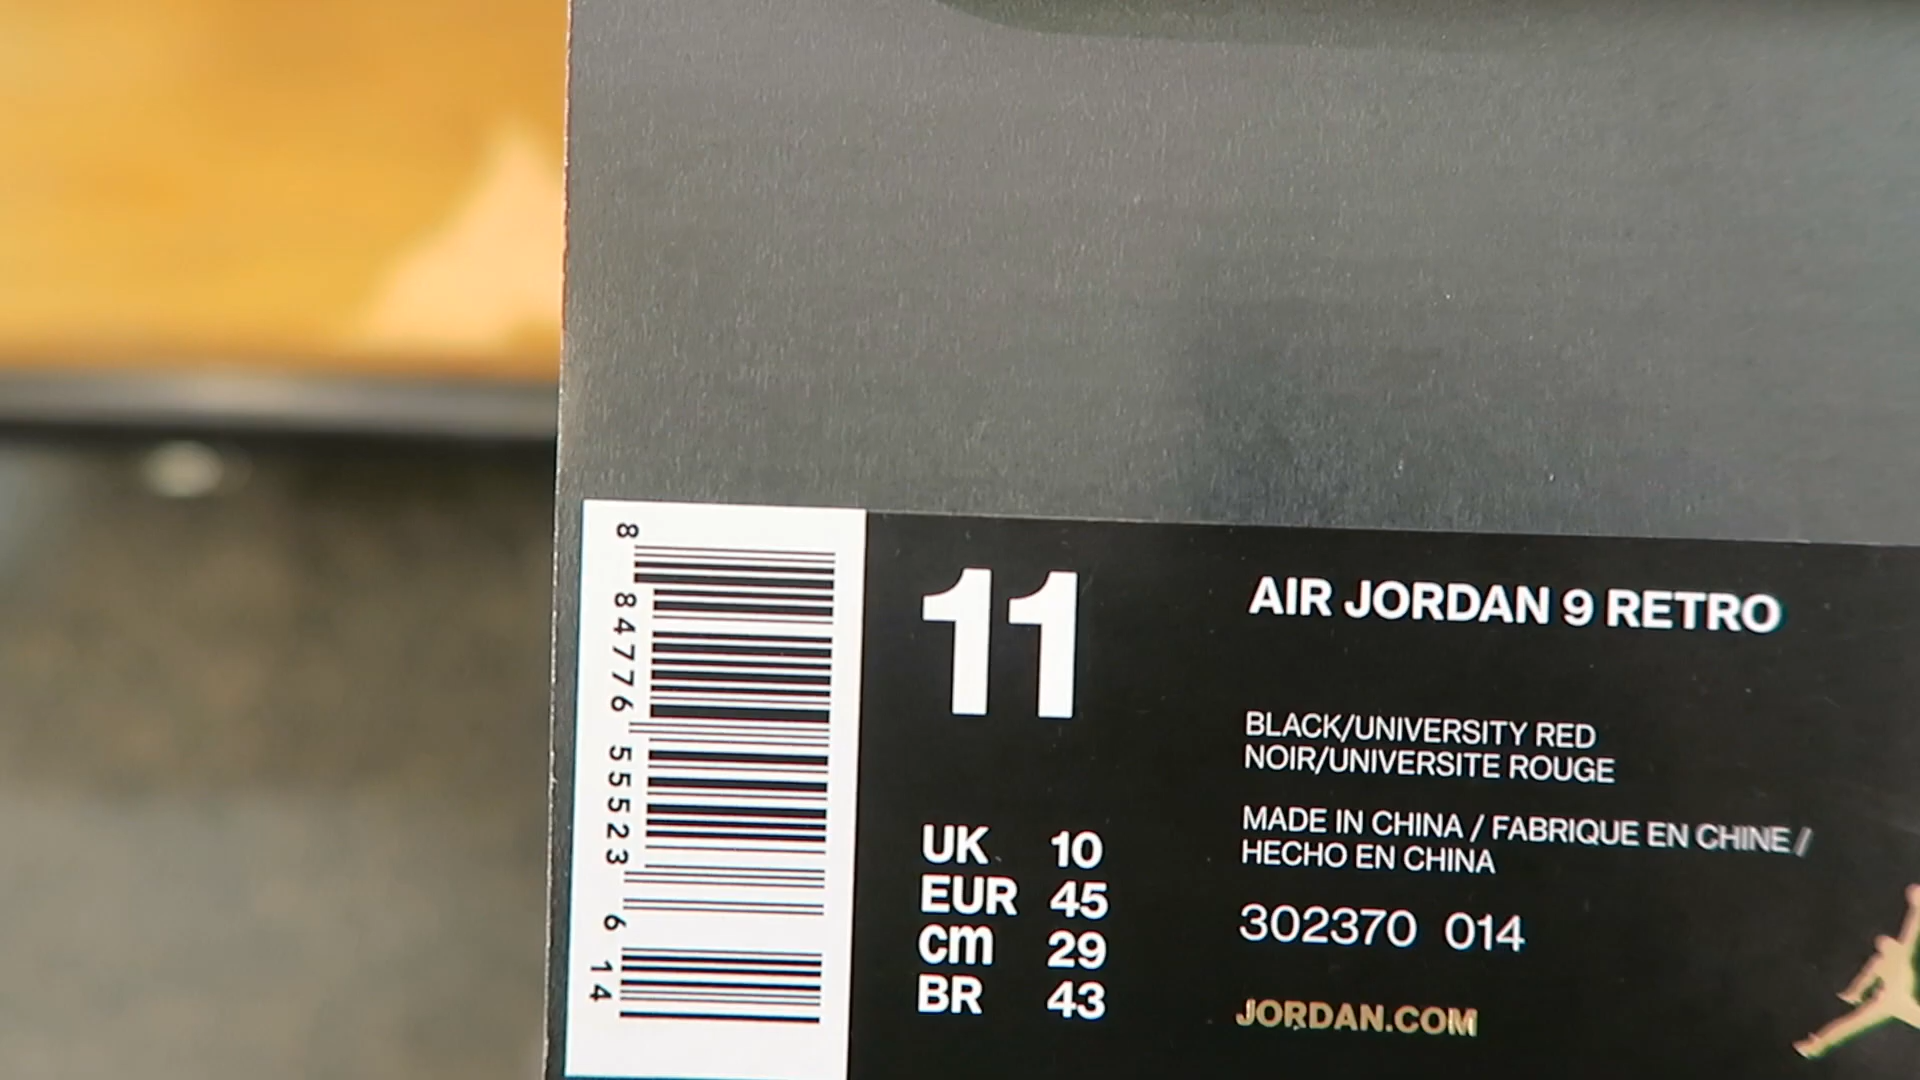 8 84776 55523 6 14
11
AIR JORDAN 9 RETRO
BLACK/UNIVERSITY RED
NOIR/UNIVERSITE ROUGE
MADE IN CHINA / FABRIQUE EN CHINE /
HECHO EN CHINA
UK 10
EUR 45
cm 29
BR 43
302370 014
JORDAN.COM